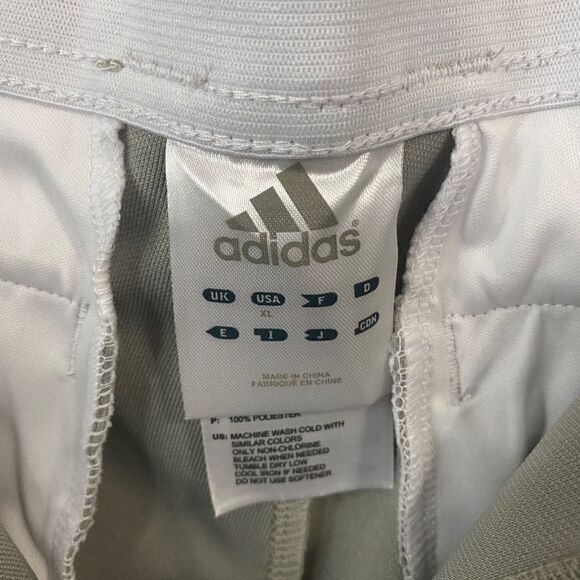 adidas®
UK USA F D
XL
E I J CDN
MADE IN CHINA
FABRIQUÉ EN CHINE
P: 100% POLIESTER
US: MACHINE WASH COLD WITH
SIMILAR COLORS
ONLY NON-CHLORINE
BLEACH WHEN NEEDED
TUMBLE DRY LOW
COOL IRON IF NEEDED
DO NOT USE SOFTENER